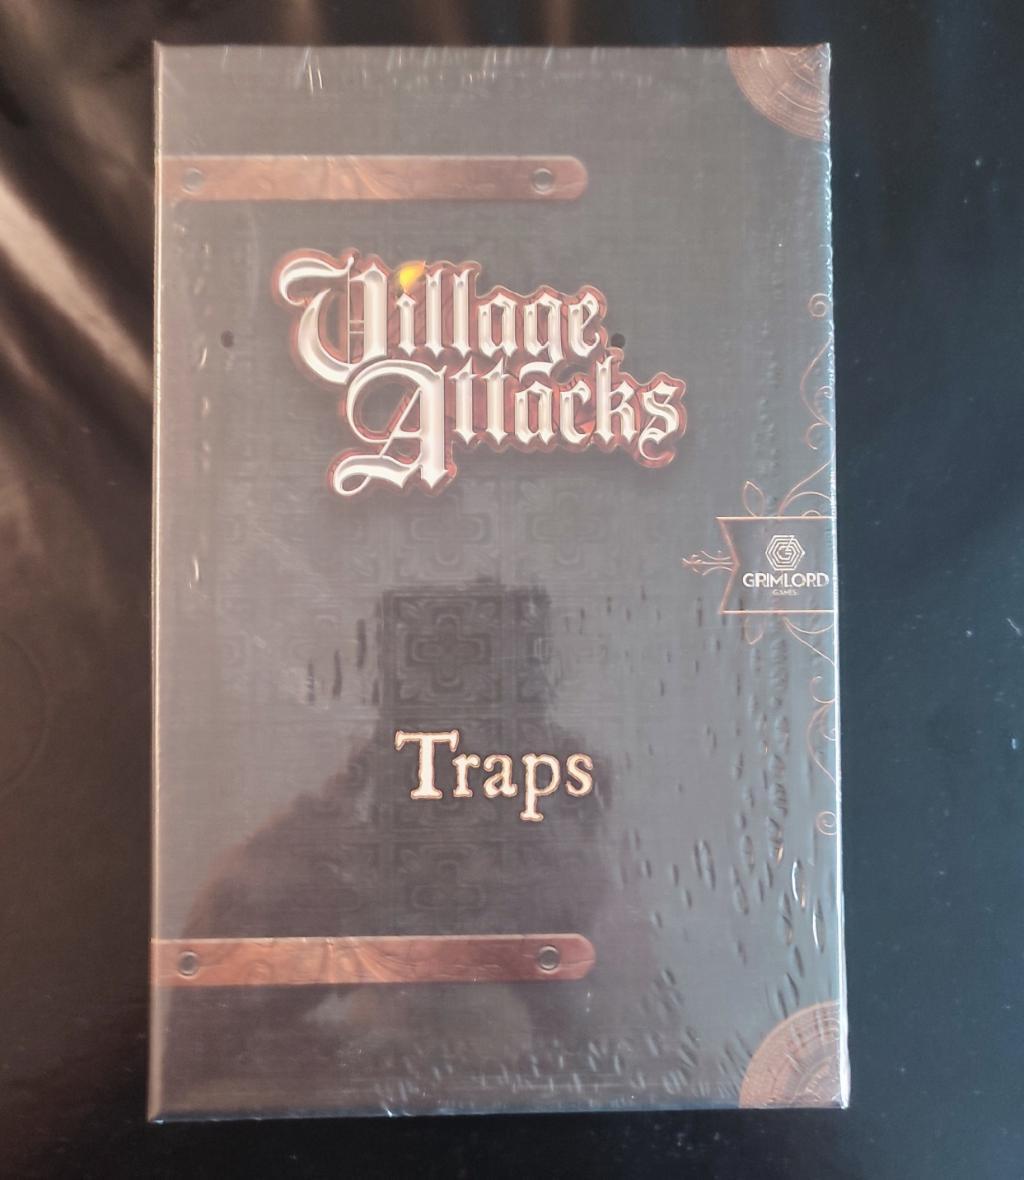 Village
Attacks
GRIMLORD
GAMES
Traps